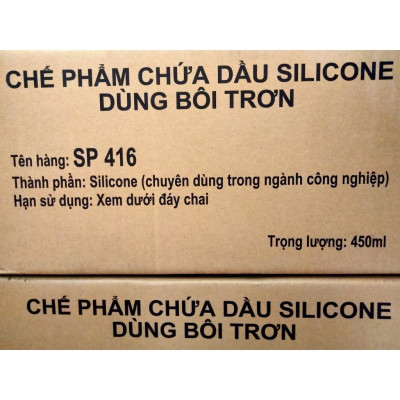 CHẾ PHẨM CHỨA DẦU SILICONE
DÙNG BÔI TRƠN
Tên hàng: SP 416
Thành phần: Silicone (chuyên dùng trong ngành công nghiệp)
Hạn sử dụng: Xem dưới đáy chai
Trọng lượng: 450ml
CHẾ PHẨM CHỨA DẦU SILICONE
DÙNG BÔI TRƠN